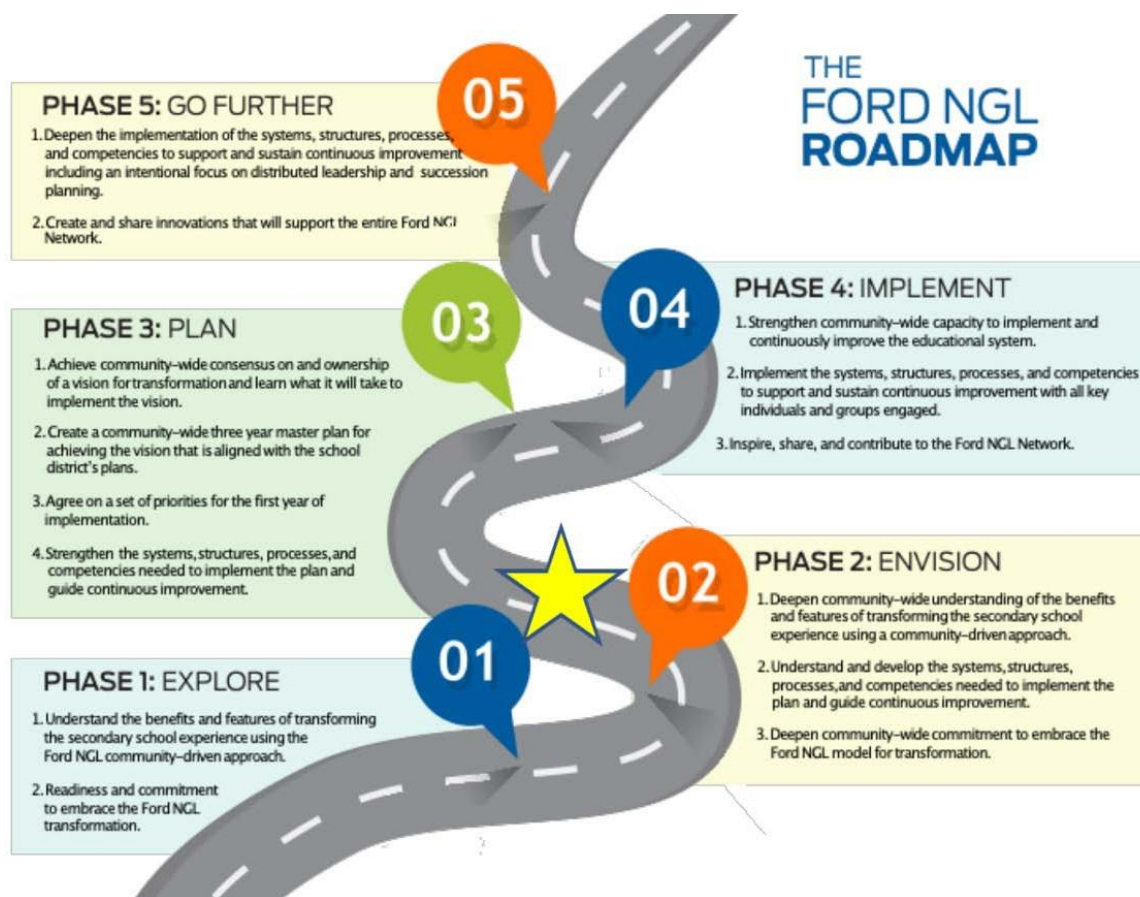 THE
FORD NGL
ROADMAP
05
PHASE 5: GO FURTHER
1. Deepen the implementation of the systems, structures, processes,
and competencies to support and sustain continuous improvement
including an intentional focus on distributed leadership and succession
planning.
2. Create and share innovations that will support the entire Ford NGL
Network.
04
PHASE 4: IMPLEMENT
1. Strengthen community-wide capacity to implement and
continuously improve the educational system.
2. Implement the systems, structures, processes, and competencies
to support and sustain continuous improvement with all key
individuals and groups engaged.
3. Inspire, share, and contribute to the Ford NGL Network.
03
PHASE 3: PLAN
1. Achieve community-wide consensus on and ownership
of a vision for transformation and learn what it will take to
implement the vision.
2. Create a community-wide three year master plan for
achieving the vision that is aligned with the school
district's plans.
3. Agree on a set of priorities for the first year of
implementation.
4. Strengthen the systems, structures, processes, and
competencies needed to implement the plan and
guide continuous improvement.
02
PHASE 2: ENVISION
1. Deepen community-wide understanding of the benefits
and features of transforming the secondary school
experience using a community-driven approach.
2. Understand and develop the systems, structures,
processes, and competencies needed to implement the
plan and guide continuous improvement.
3. Deepen community-wide commitment to embrace the
Ford NGL model for transformation.
01
PHASE 1: EXPLORE
1. Understand the benefits and features of transforming
the secondary school experience using the
Ford NGL community-driven approach.
2. Readiness and commitment
to embrace the Ford NGL
transformation.